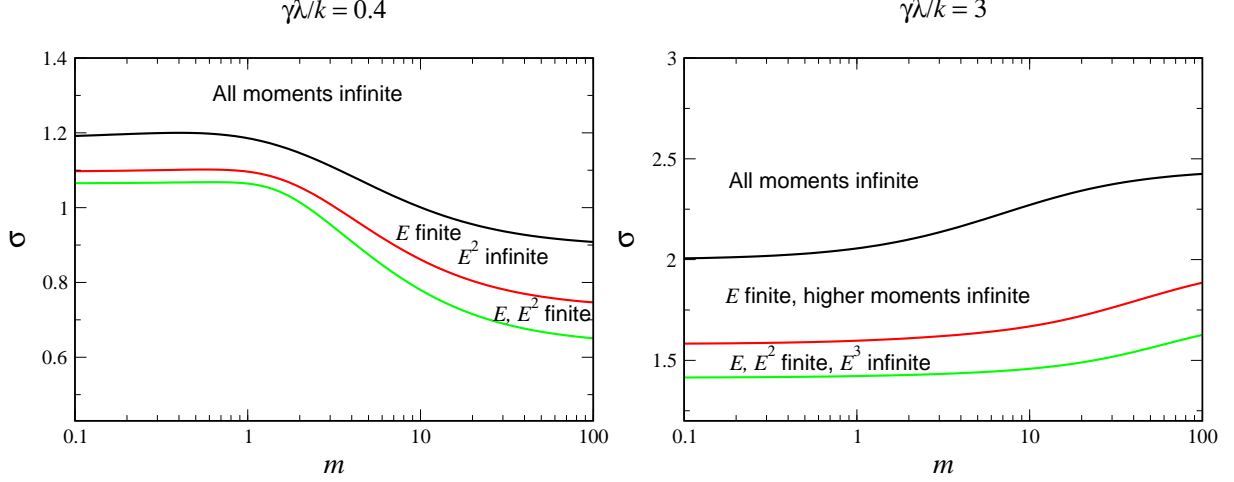 γλ/k = 0.4
1.4
1.2
1
0.8
0.6
σ
All moments infinite
E finite
E² infinite
E, E² finite
0.1
1
10
100
m
γλ/k = 3
3
2.5
2
1.5
σ
All moments infinite
E finite, higher moments infinite
E, E² finite, E³ infinite
0.1
1
10
100
m